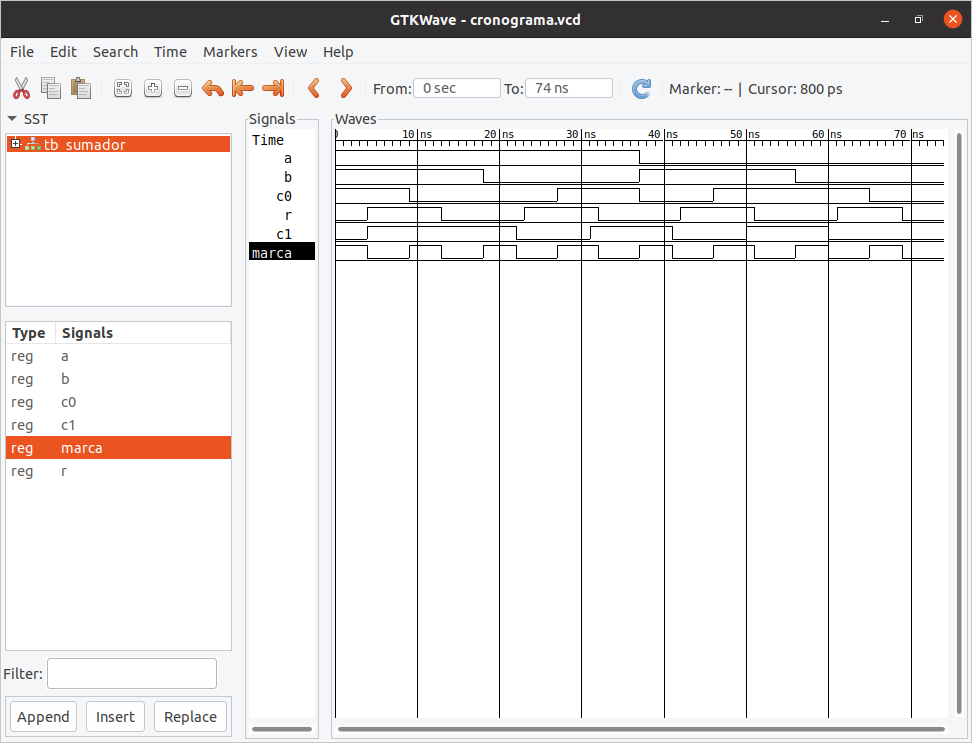 GTKWave - cronograma.vcd
File Edit Search Time Markers View Help
From: 0 sec To: 74 ns Marker: -- | Cursor: 800 ps
SST
tb_sumador
Type Signals
reg a
reg b
reg c0
reg c1
reg marca
reg r
Filter:
Append Insert Replace
Signals
Time
a
b
c0
r
c1
marca
Waves
0 10 ns 20 ns 30 ns 40 ns 50 ns 60 ns 70 ns